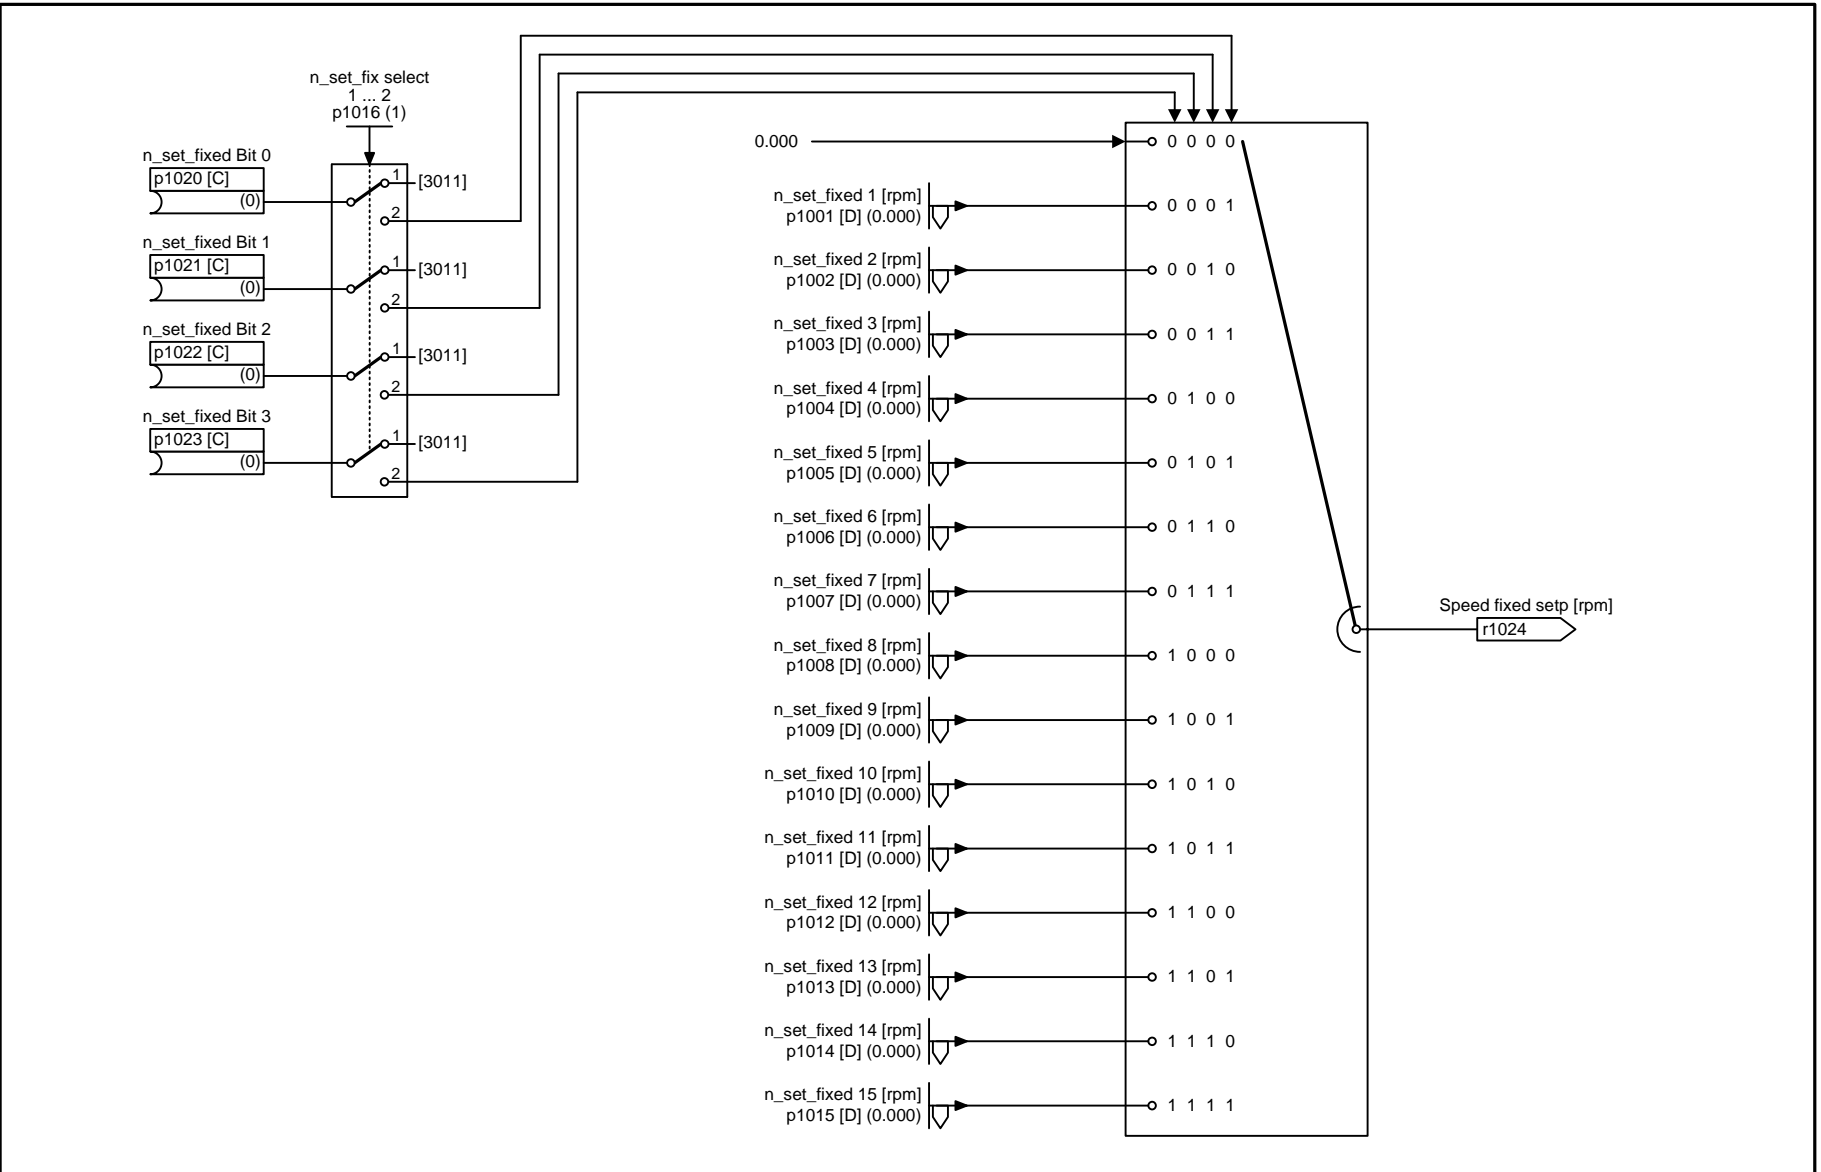 n_set_fix select
1 ... 2
p1016 (1)
n_set_fixed Bit 0
p1020 [C]
(0)
1
[3011]
2
n_set_fixed Bit 1
p1021 [C]
(0)
1
[3011]
2
n_set_fixed Bit 2
p1022 [C]
(0)
1
[3011]
2
n_set_fixed Bit 3
p1023 [C]
(0)
1
[3011]
2
0.000
0 0 0 0
n_set_fixed 1 [rpm]
p1001 [D] (0.000)
0 0 0 1
n_set_fixed 2 [rpm]
p1002 [D] (0.000)
0 0 1 0
n_set_fixed 3 [rpm]
p1003 [D] (0.000)
0 0 1 1
n_set_fixed 4 [rpm]
p1004 [D] (0.000)
0 1 0 0
n_set_fixed 5 [rpm]
p1005 [D] (0.000)
0 1 0 1
n_set_fixed 6 [rpm]
p1006 [D] (0.000)
0 1 1 0
n_set_fixed 7 [rpm]
p1007 [D] (0.000)
0 1 1 1
n_set_fixed 8 [rpm]
p1008 [D] (0.000)
1 0 0 0
n_set_fixed 9 [rpm]
p1009 [D] (0.000)
1 0 0 1
n_set_fixed 10 [rpm]
p1010 [D] (0.000)
1 0 1 0
n_set_fixed 11 [rpm]
p1011 [D] (0.000)
1 0 1 1
n_set_fixed 12 [rpm]
p1012 [D] (0.000)
1 1 0 0
n_set_fixed 13 [rpm]
p1013 [D] (0.000)
1 1 0 1
n_set_fixed 14 [rpm]
p1014 [D] (0.000)
1 1 1 0
n_set_fixed 15 [rpm]
p1015 [D] (0.000)
1 1 1 1
Speed fixed setp [rpm]
r1024